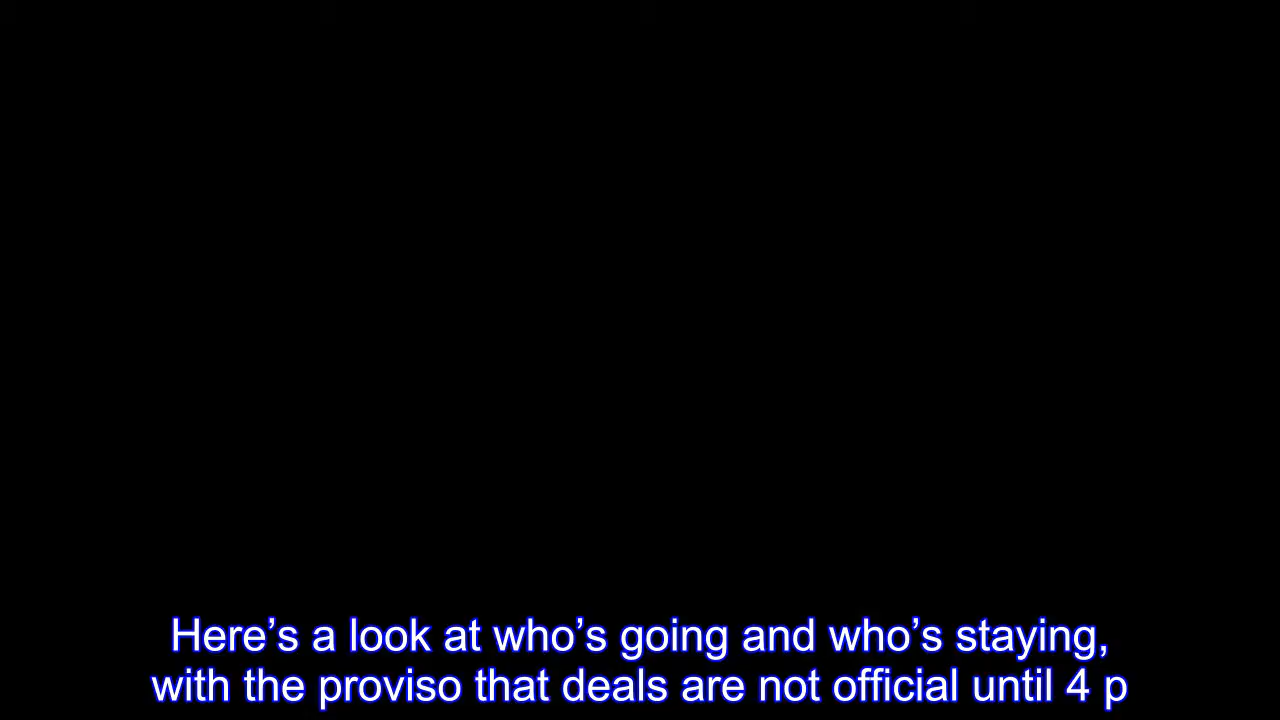 Here’s a look at who’s going and who’s staying,
with the proviso that deals are not official until 4 p